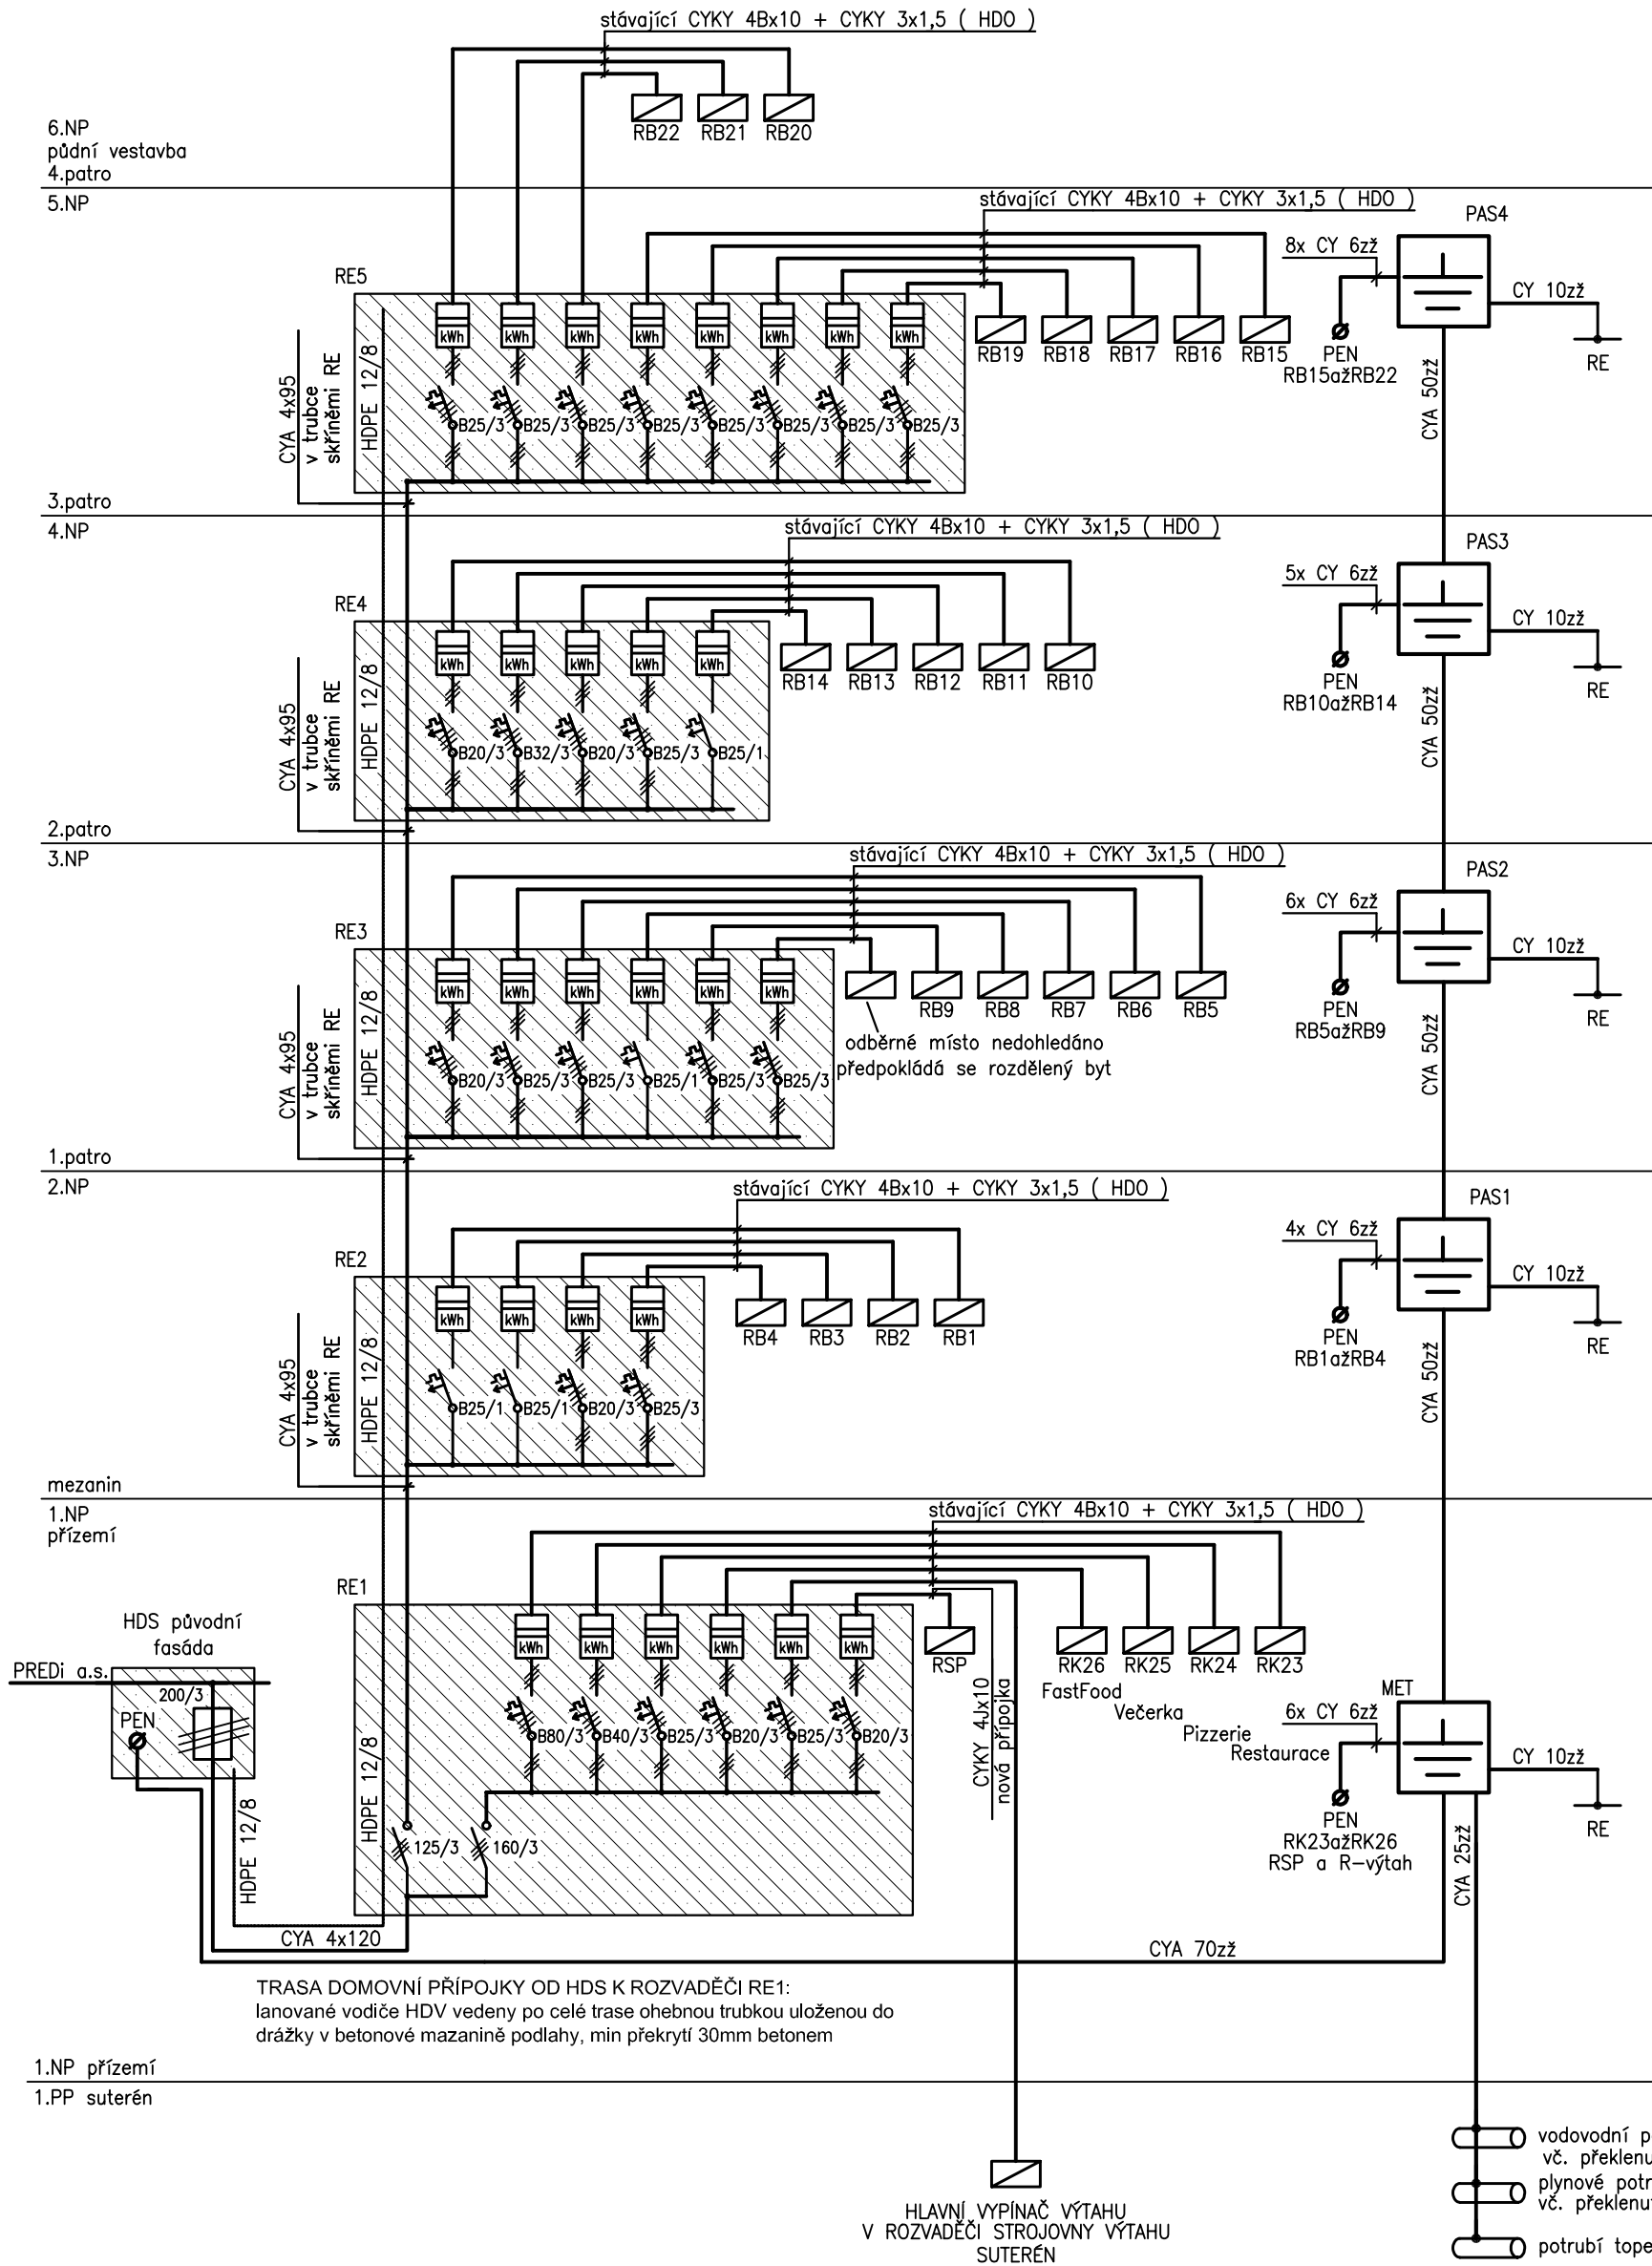 stávající CYKY 4Bx10 + CYKY 3x1,5 ( HDO )
RB22 RB21 RB20
6.NP
půdní vestavba
4.patro
5.NP
stávající CYKY 4Bx10 + CYKY 3x1,5 ( HDO )
PAS4
8x CY 6zž
CY 10zž
RE5
kWh kWh kWh kWh kWh kWh kWh kWh
RB19 RB18 RB17 RB16 RB15
PEN
RB15ažRB22
RE
CYA 4x95
v trubce
skříněmi RE
HDPE 12/8
B25/3 B25/3 B25/3 B25/3 B25/3 B25/3 B25/3 B25/3
CYA 50zž
3.patro
4.NP
stávající CYKY 4Bx10 + CYKY 3x1,5 ( HDO )
PAS3
5x CY 6zž
CY 10zž
RE4
kWh kWh kWh kWh kWh
RB14 RB13 RB12 RB11 RB10
PEN
RB10ažRB14
RE
CYA 4x95
v trubce
skříněmi RE
HDPE 12/8
B20/3 B32/3 B20/3 B25/3 B25/1
CYA 50zž
2.patro
3.NP
stávající CYKY 4Bx10 + CYKY 3x1,5 ( HDO )
PAS2
6x CY 6zž
CY 10zž
RE3
kWh kWh kWh kWh kWh kWh
RB9 RB8 RB7 RB6 RB5
PEN
RB5ažRB9
RE
odběrné místo nedohledáno
předpokládá se rozdělený byt
CYA 4x95
v trubce
skříněmi RE
HDPE 12/8
B20/3 B25/3 B25/3 B25/1 B25/3 B25/3
CYA 50zž
1.patro
2.NP
stávající CYKY 4Bx10 + CYKY 3x1,5 ( HDO )
PAS1
4x CY 6zž
CY 10zž
RE2
kWh kWh kWh kWh
RB4 RB3 RB2 RB1
PEN
RB1ažRB4
RE
CYA 4x95
v trubce
skříněmi RE
HDPE 12/8
B25/1 B25/1 B20/3 B25/3
CYA 50zž
mezanin
1.NP
přízemí
stávající CYKY 4Bx10 + CYKY 3x1,5 ( HDO )
RE1
kWh kWh kWh kWh kWh kWh
RSP RK26 RK25 RK24 RK23
FastFood
Večerka
Pizzerie
Restaurace
CYKY 4Jx10
nová přípojka
HDS původní
fasáda
PREDi a.s.
200/3
PEN
HDPE 12/8
HDPE 12/8
B80/3 B40/3 B25/3 B20/3 B25/3 B20/3
125/3 160/3
MET
6x CY 6zž
CY 10zž
PEN
RK23ažRK26
RSP a R-výtah
RE
CYA 25zž
CYA 4x120
CYA 70zž
TRASA DOMOVNÍ PŘÍPOJKY OD HDS K ROZVADĚČI RE1:
lanované vodiče HDV vedeny po celé trase ohebnou trubkou uloženou do
drážky v betonové mazanině podlahy, min překrytí 30mm betonem
1.NP přízemí
1.PP suterén
HLAVNÍ VYPÍNAČ VÝTAHU
V ROZVADĚČI STROJOVNY VÝTAHU
SUTERÉN
vodovodní p
vč. překlenu
plynové potr
vč. překlenu
potrubí tope